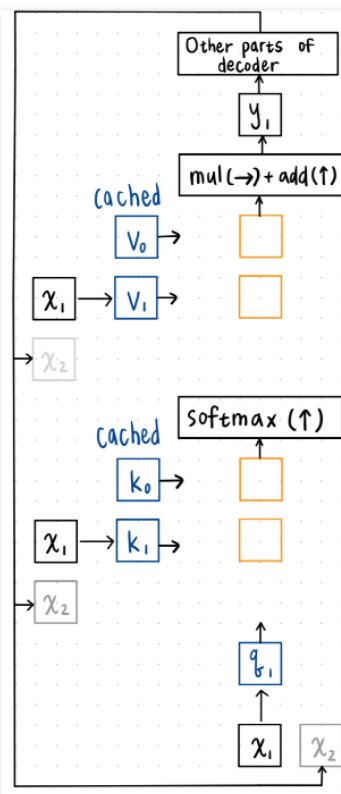 Other parts of
decoder
y₁
mul(→)+add(↑)
cached
V₀
x₁
V₁
x₂
softmax (↑)
cached
k₀
x₁
k₁
x₂
q₁
x₁
x₂